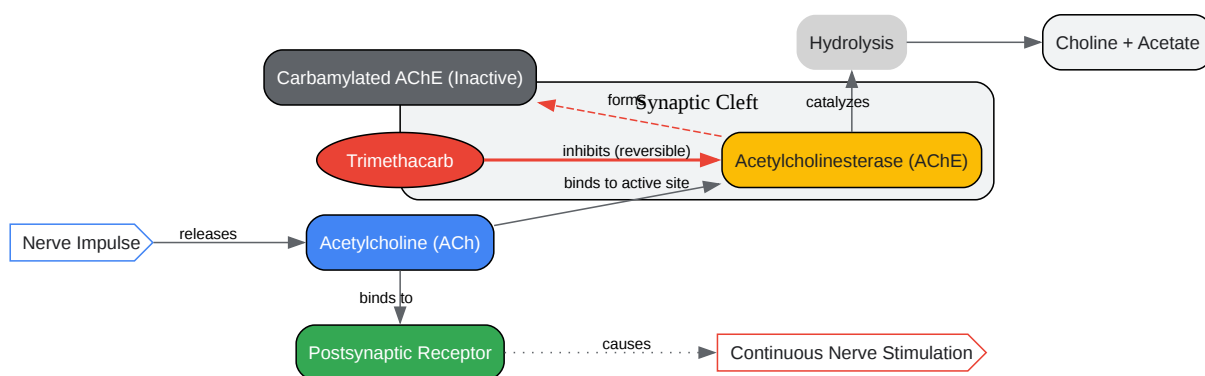 Hydrolysis
Choline + Acetate
Carbamylated AChE (Inactive)
forms
Synaptic Cleft
catalyzes
Trimethacarb
inhibits (reversible)
Acetylcholinesterase (AChE)
binds to active site
Nerve Impulse
releases
Acetylcholine (ACh)
binds to
Postsynaptic Receptor
causes
Continuous Nerve Stimulation